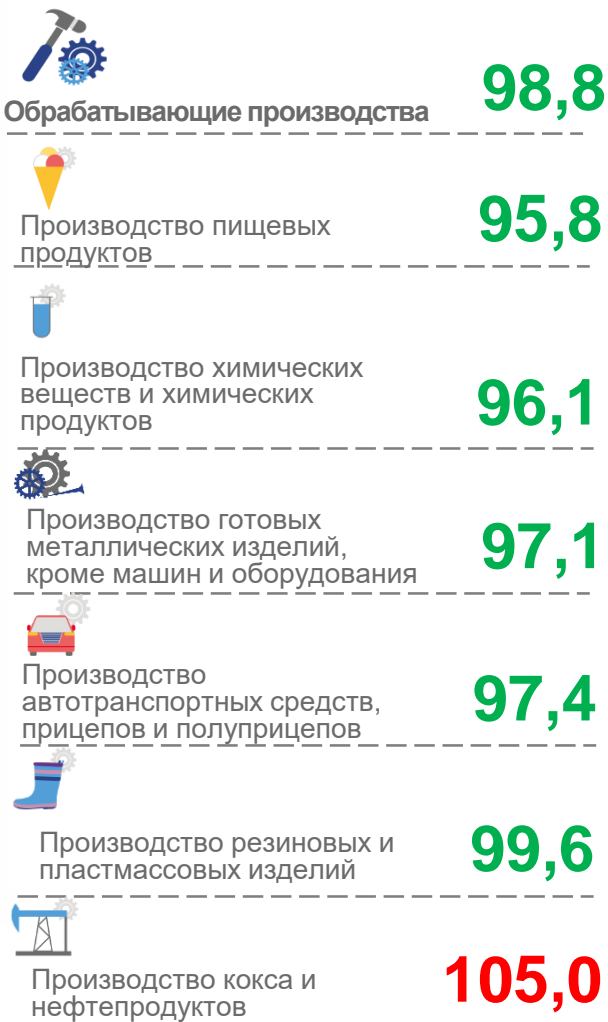 98,8
Обрабатывающие производства
95,8
Производство пищевых
продуктов
Производство химических
веществ и химических
продуктов
96,1
Производство готовых
металлических изделий,
кроме машин и оборудования
97,1
Производство
автотранспортных средств,
прицепов и полуприцепов
97,4
Производство резиновых и
пластмассовых изделий
99,6
Производство кокса и
нефтепродуктов
105,0